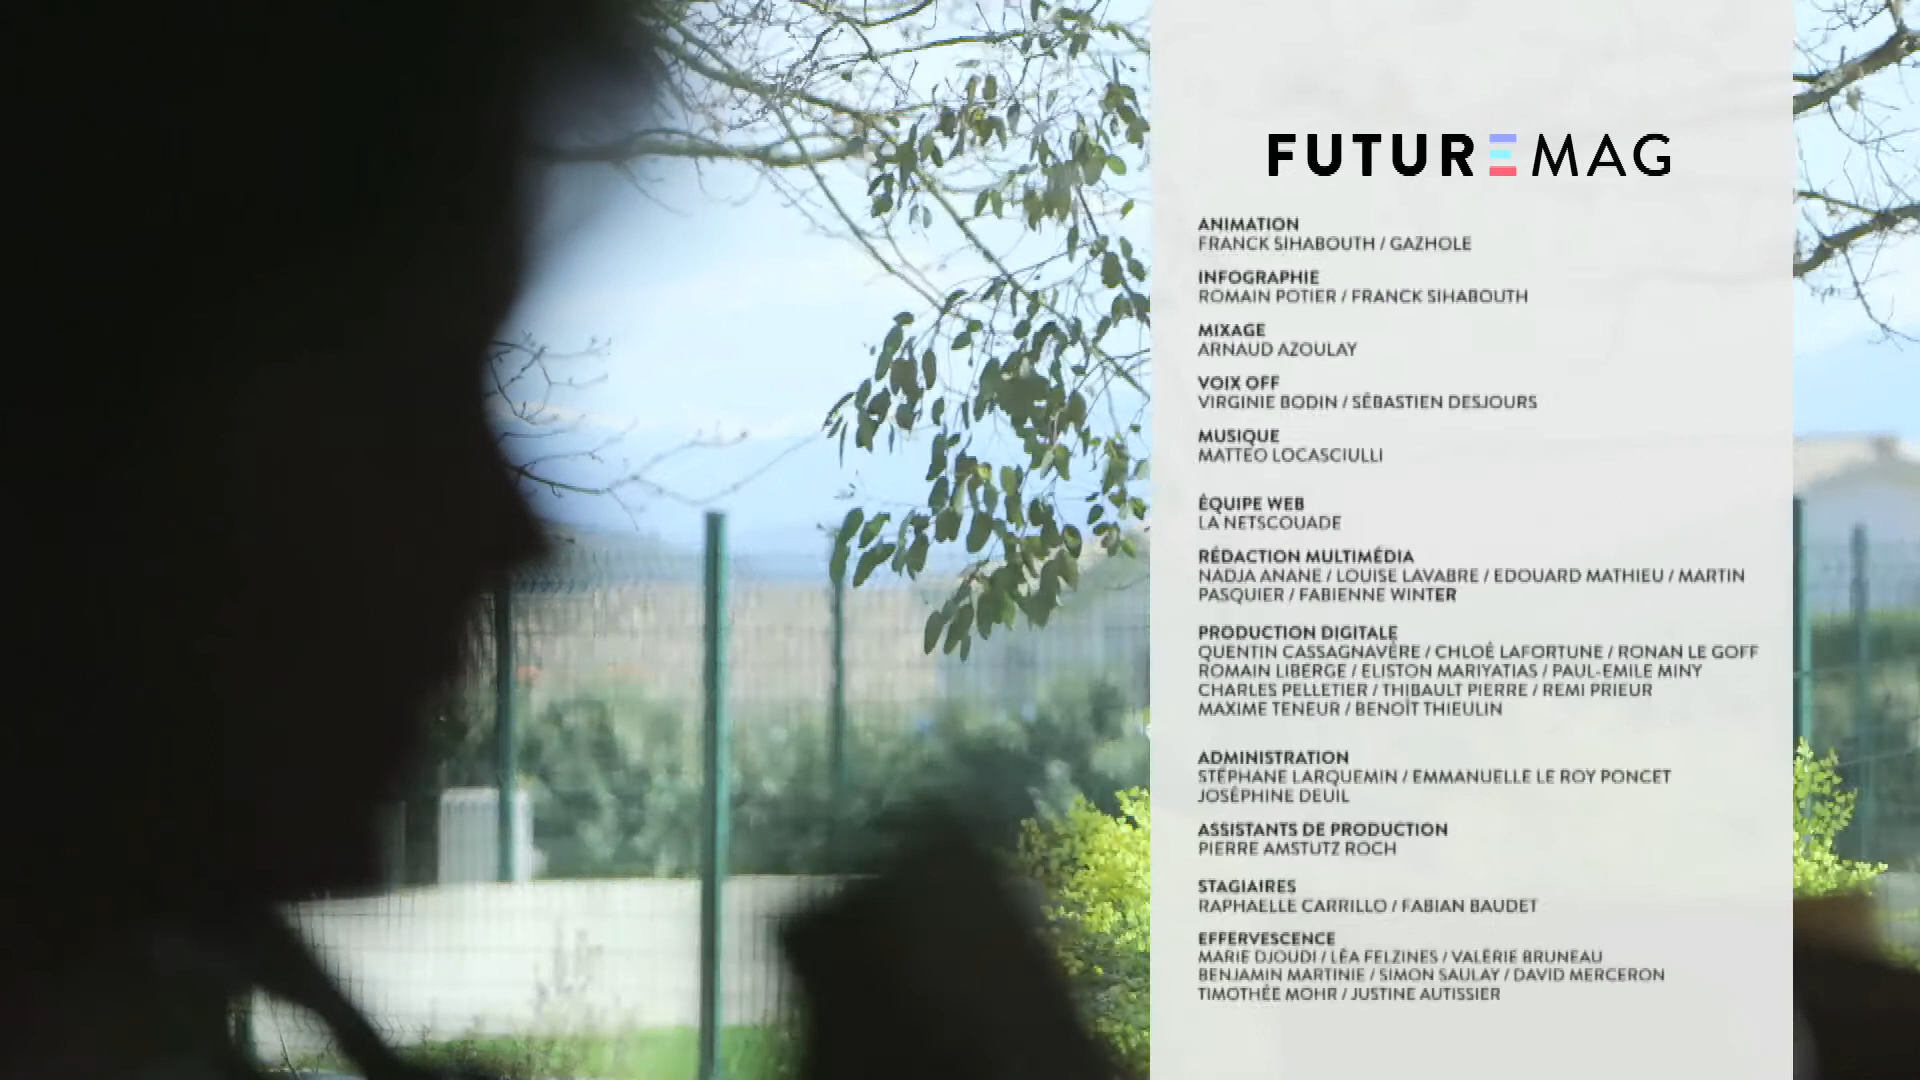 FUTUREMAG
ANIMATION
FRANCK SIHABOUTH / GAZHOLE
INFOGRAPHIE
ROMAIN POTIER / FRANCK SIHABOUTH
MIXAGE
ARNAUD AZOULAY
VOIX OFF
VIRGINIE BODIN / SÉBASTIEN DESJOURS
MUSIQUE
MATTEO LOCASCIULLI
ÉQUIPE WEB
LA NETSCOUADE
RÉDACTION MULTIMÉDIA
NADJA ANANE / LOUISE LAVABRE / EDOUARD MATHIEU / MARTIN
PASQUIER / FABIENNE WINTER
PRODUCTION DIGITALE
QUENTIN CASSAGNAVÈRE / CHLOÉ LAFORTUNE / RONAN LE GOFF
ROMAIN LIBERGE / ELISTON MARIYATIAS / PAUL-EMILE MINY
CHARLES PELLETIER / THIBAULT PIERRE / REMI PRIEUR
MAXIME TENEUR / BENOÎT THIEULIN
ADMINISTRATION
STÉPHANE LARQUEMIN / EMMANUELLE LE ROY PONCET
JOSÉPHINE DEUIL
ASSISTANTS DE PRODUCTION
PIERRE AMSTUTZ ROCH
STAGIAIRES
RAPHAELLE CARRILLO / FABIAN BAUDET
EFFERVESCENCE
MARIE DJOUDI / LÉA FELZINES / VALÉRIE BRUNEAU
BENJAMIN MARTINIE / SIMON SAULAY / DAVID MERCERON
TIMOTHÉE MOHR / JUSTINE AUTISSIER